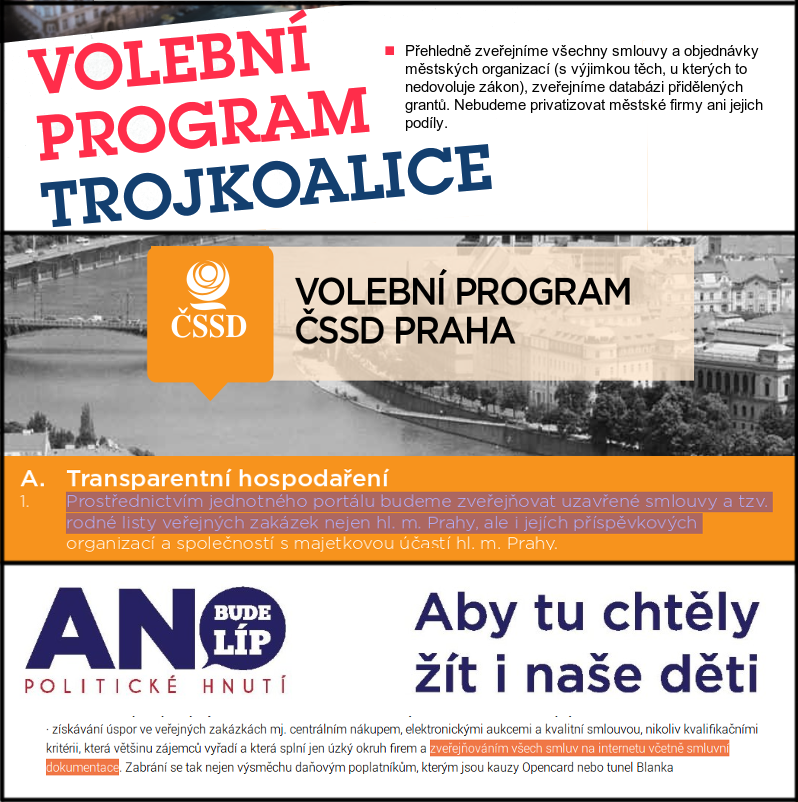 VOLEBNÍ
PROGRAM
TROJKOALICE
Přehledně zveřejníme všechny smlouvy a objednávky
městských organizací (s výjimkou těch, u kterých to
nedovoluje zákon), zveřejníme databázi přidělených
grantů. Nebudeme privatizovat městské firmy ani jejich
podíly.
ČSSD
VOLEBNÍ PROGRAM
ČSSD PRAHA
A. Transparentní hospodaření
1. Prostřednictvím jednotného portálu budeme zveřejňovat uzavřené smlouvy a tzv.
rodné listy veřejných zakázek nejen hl. m. Prahy, ale i jejích příspěvkových
organizací a společností s majetkovou účastí hl. m. Prahy.
ANO
BUDE
LÍP
POLITICKÉ HNUTÍ
Aby tu chtěly
žít i naše děti
· získávání úspor ve veřejných zakázkách mj. centrálním nákupem, elektronickými aukcemi a kvalitní smlouvou, nikoliv kvalifikačními
kritérii, která většinu zájemců vyřadí a která splní jen úzký okruh firem a zveřejňováním všech smluv na internetu včetně smluvní
dokumentace. Zabrání se tak nejen výsměchu daňovým poplatníkům, kterým jsou kauzy Opencard nebo tunel Blanka